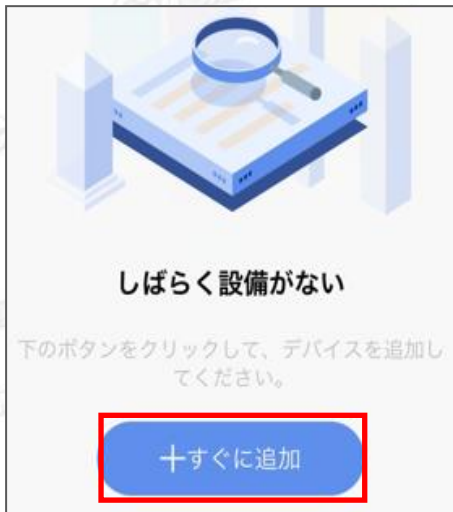 しばらく設備がない
下のボタンをクリックして、デバイスを追加し
てください。
+すぐに追加